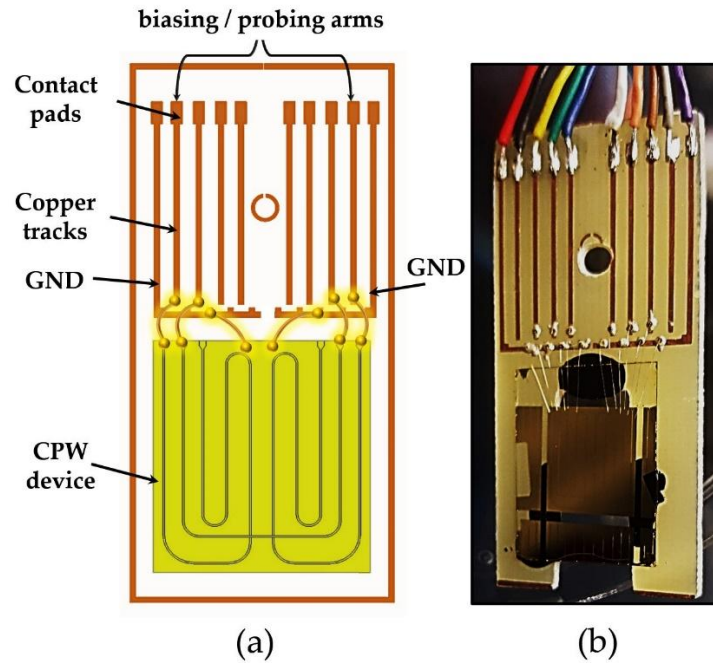 biasing / probing arms
Contact
pads
Copper
tracks
GND
GND
CPW
device
(a)
(b)